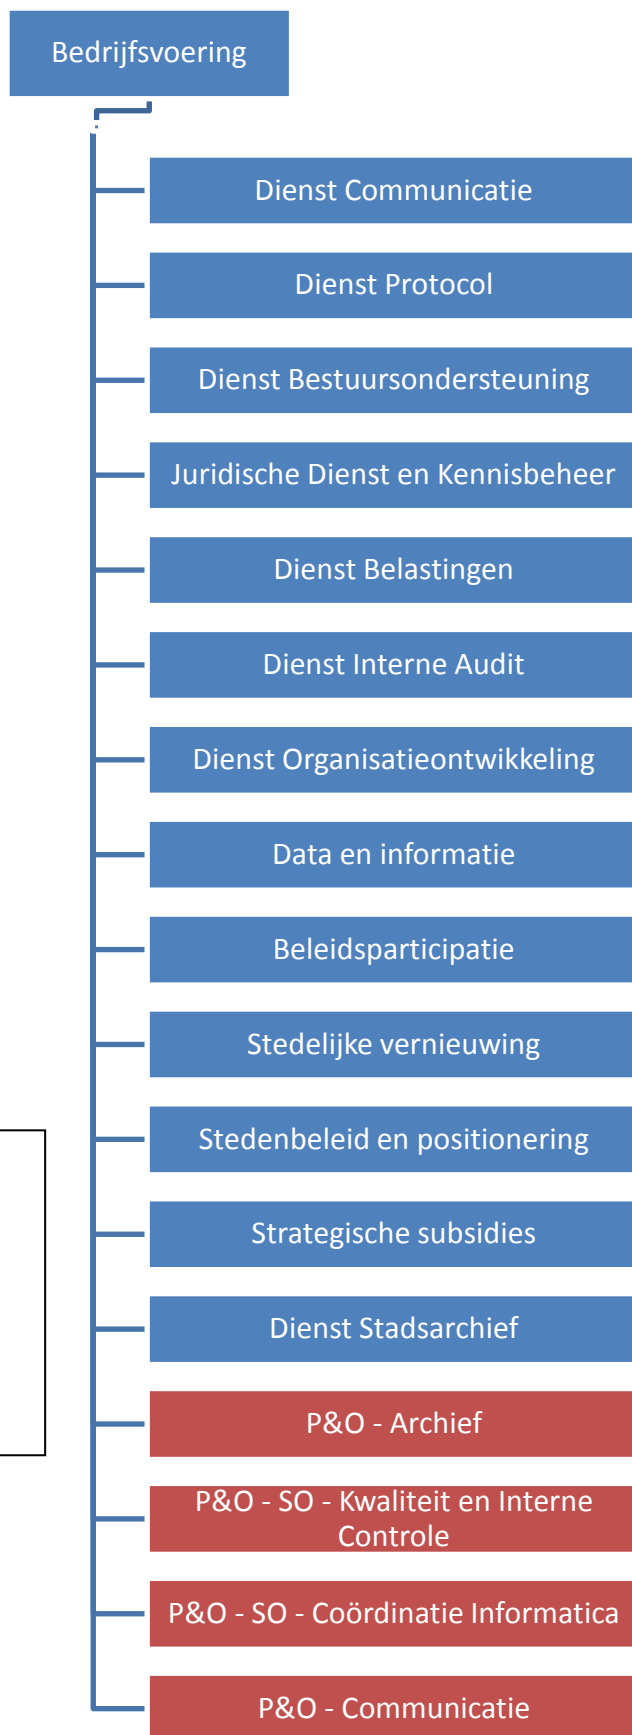 Bedrijfsvoering
Dienst Communicatie
Dienst Protocol
Dienst Bestuursondersteuning
Juridische Dienst en Kennisbeheer
Dienst Belastingen
Dienst Interne Audit
Dienst Organisatieontwikkeling
Data en informatie
Beleidsparticipatie
Stedelijke vernieuwing
Stedenbeleid en positionering
Strategische subsidies
Dienst Stadsarchief
P&O - Archief
P&O - SO - Kwaliteit en Interne
Controle
P&O - SO - Coördinatie Informatica
P&O - Communicatie